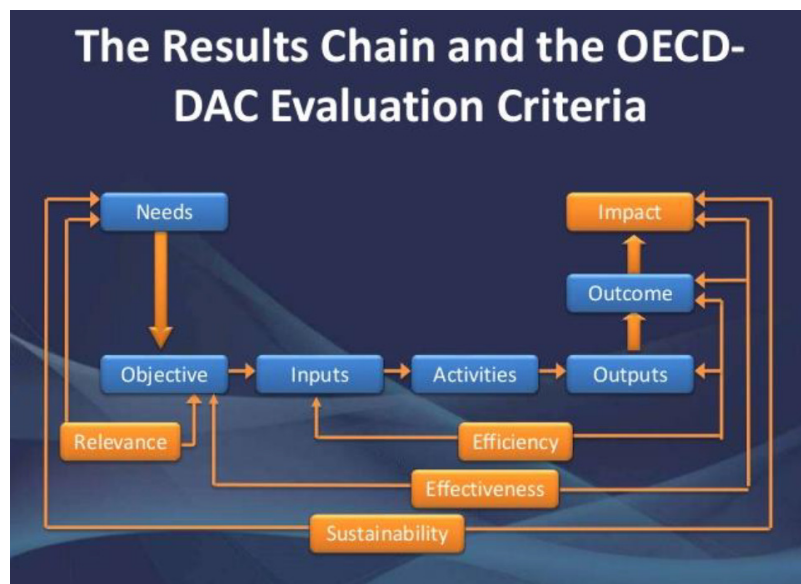 The Results Chain and the OECD-
DAC Evaluation Criteria
Needs
Impact
Outcome
Objective
Inputs
Activities
Outputs
Relevance
Efficiency
Effectiveness
Sustainability